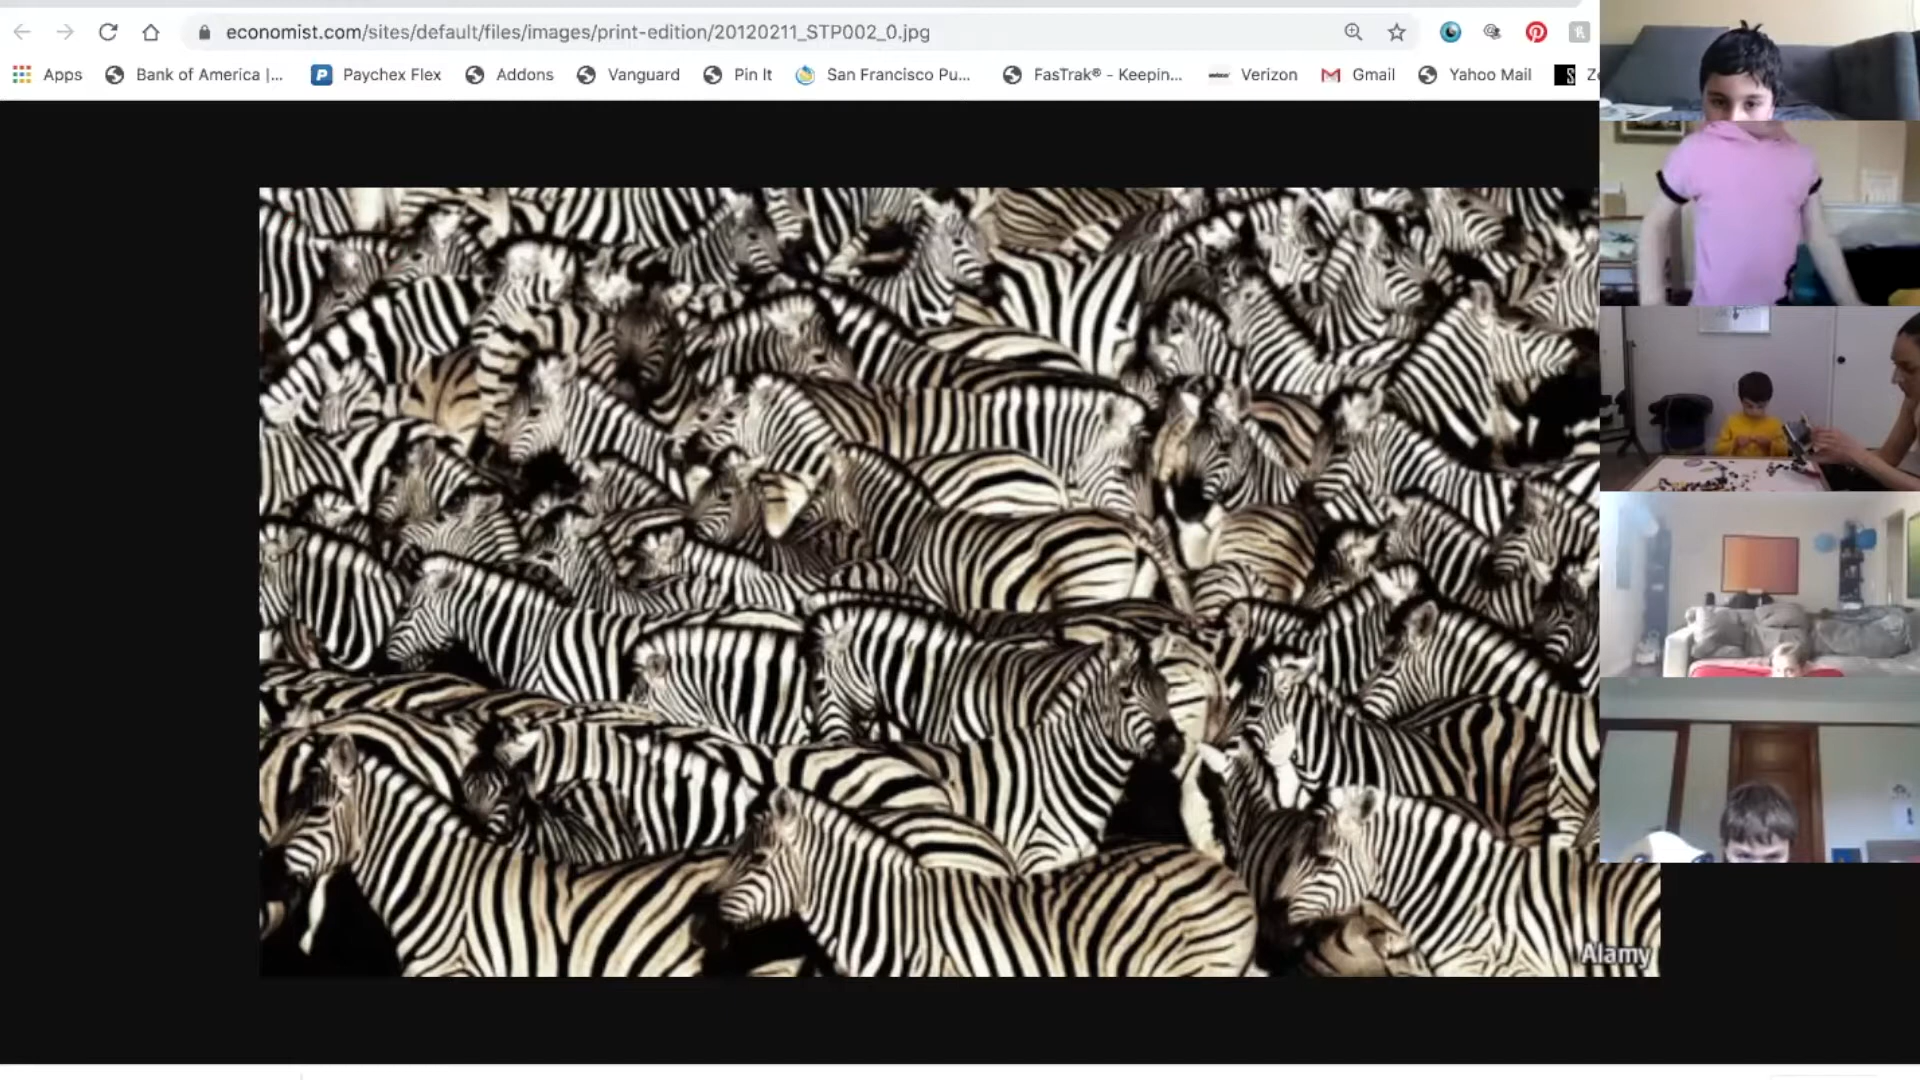 economist.com/sites/default/files/images/print-edition/20120211_STP002_0.jpg
Apps Bank of America |... Paychex Flex Addons Vanguard Pin It San Francisco Pu... FasTrak® - Keepin... Verizon Gmail Yahoo Mail
Alamy